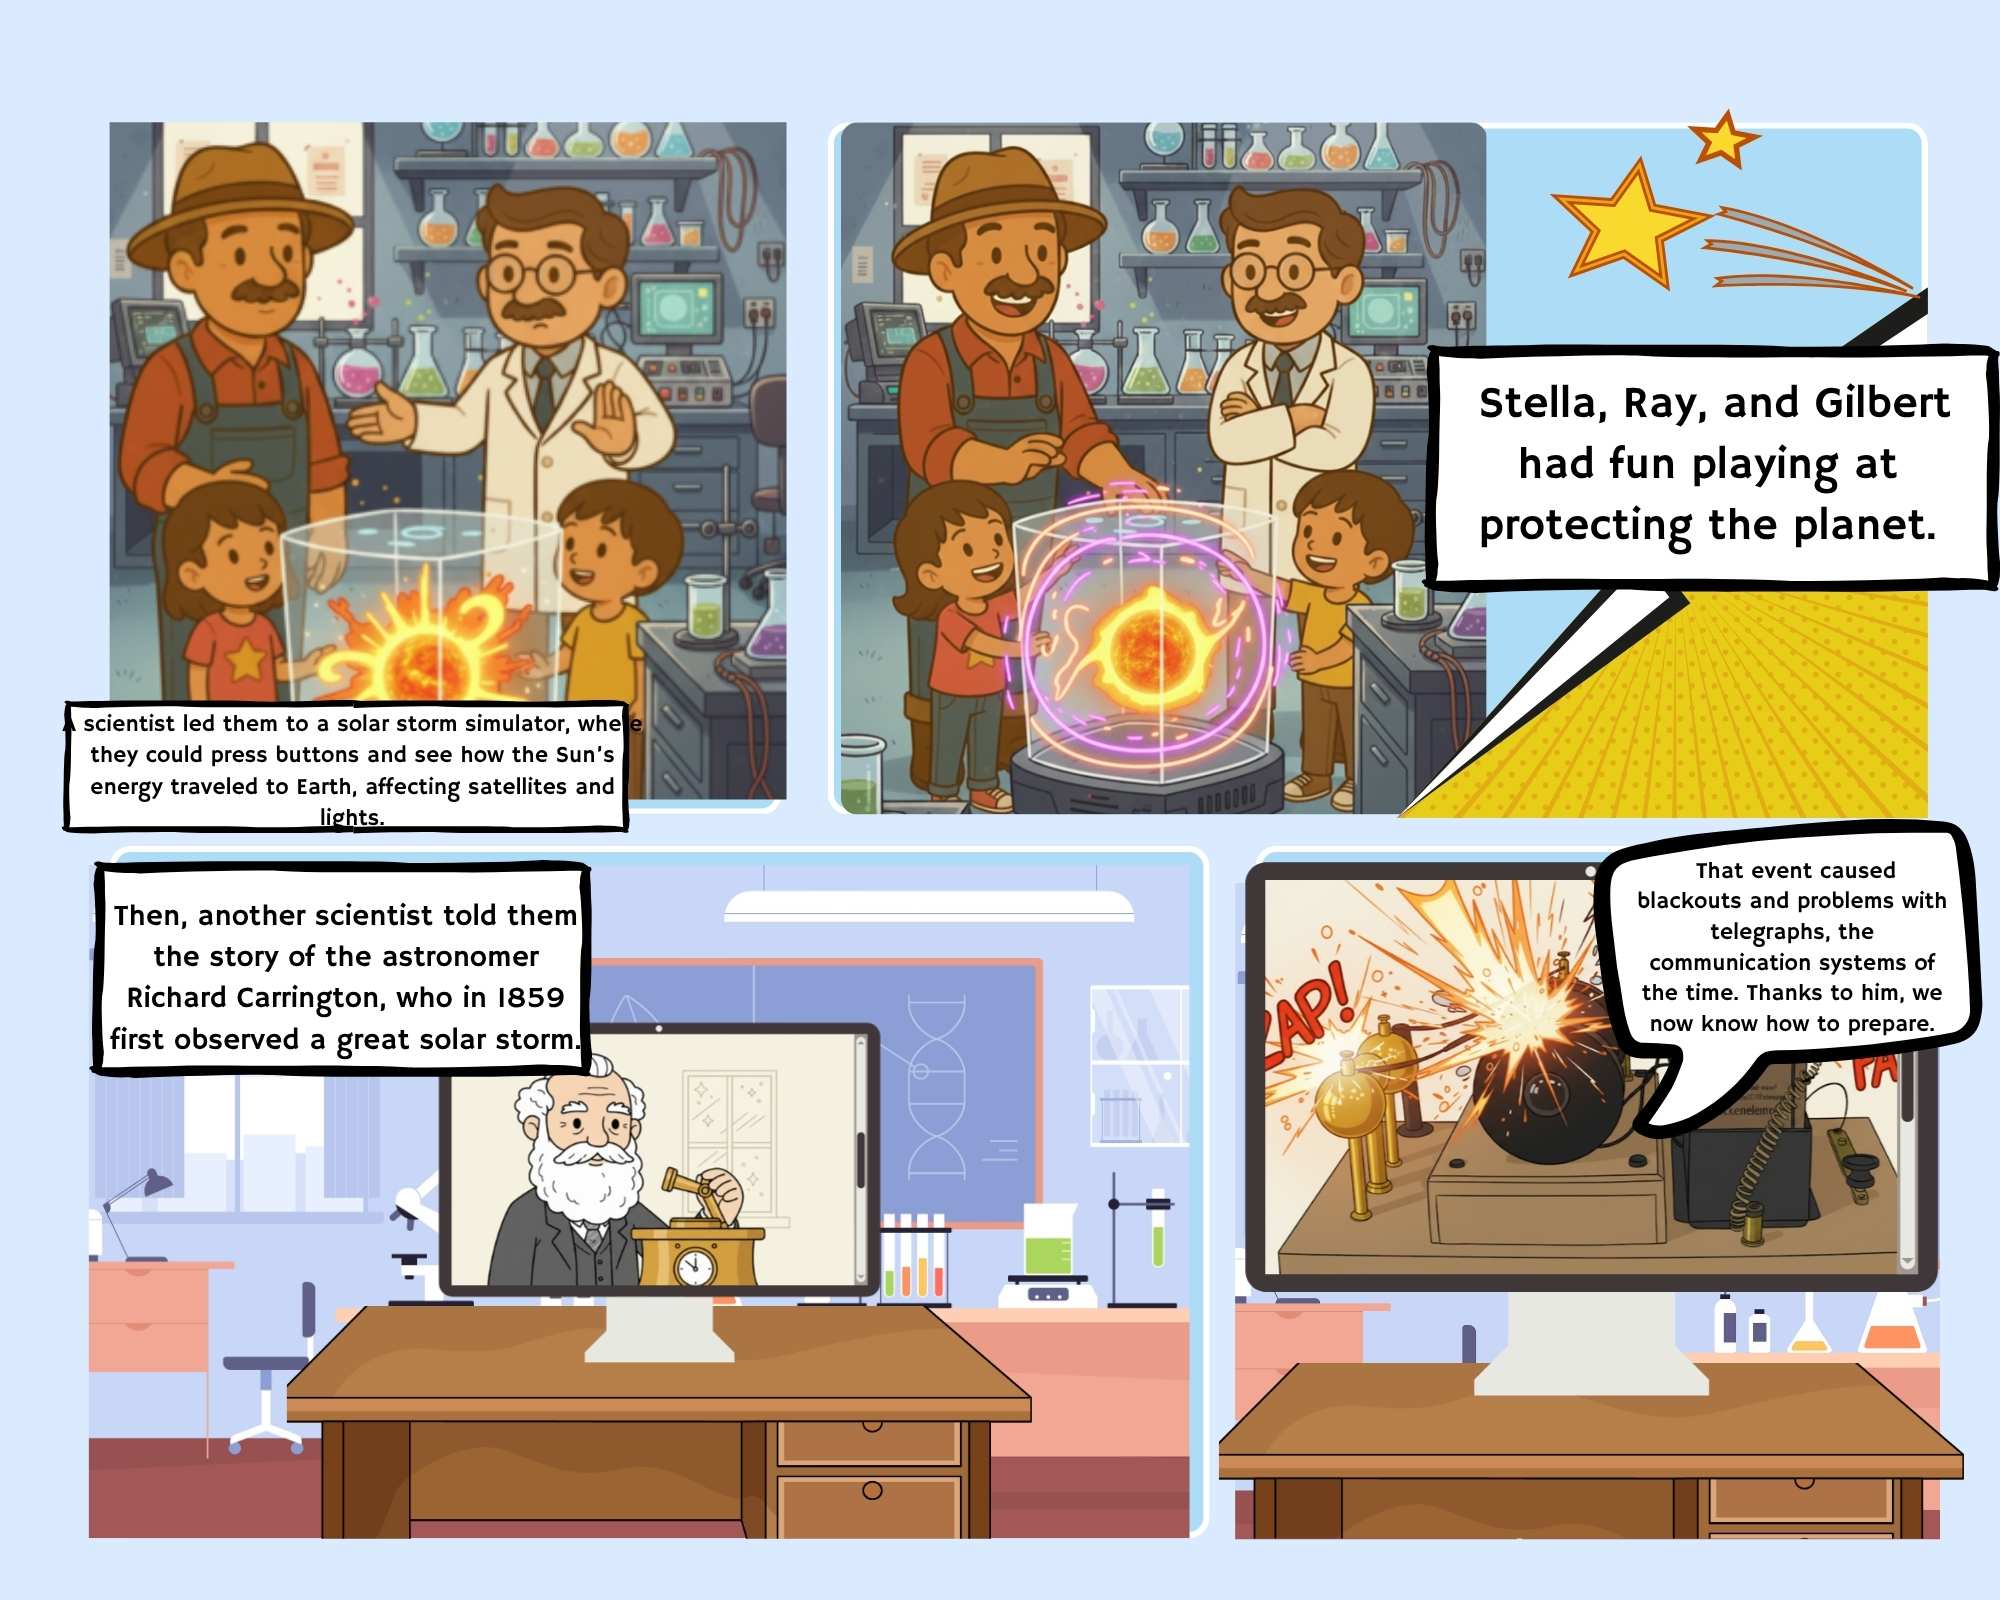 A scientist led them to a solar storm simulator, where
they could press buttons and see how the Sun's
energy traveled to Earth, affecting satellites and
lights.
Stella, Ray, and Gilbert
had fun playing at
protecting the planet.
Then, another scientist told them
the story of the astronomer
Richard Carrington, who in 1859
first observed a great solar storm.
That event caused
blackouts and problems with
telegraphs, the
communication systems of
the time. Thanks to him, we
now know how to prepare.
ZAP!
FA